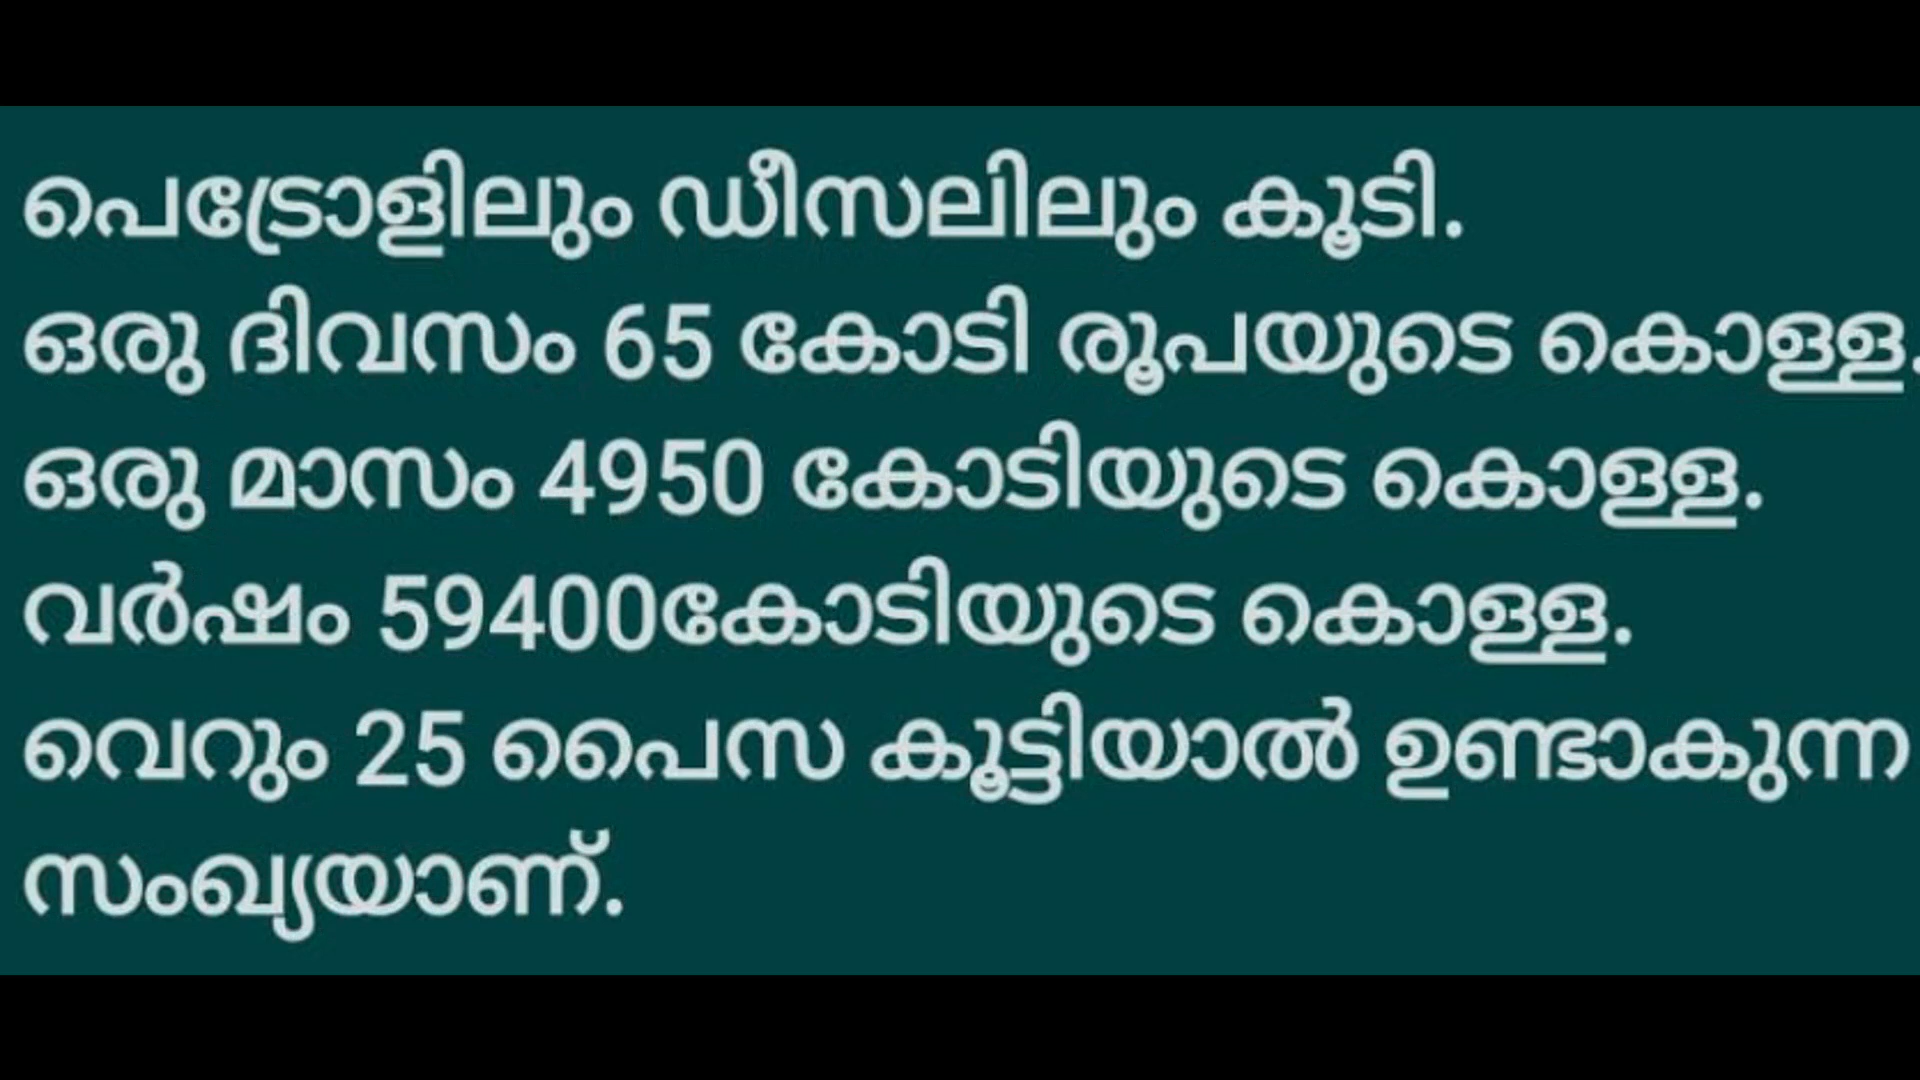 പെട്രോളിലും ഡീസലിലും കൂടി.
ഒരു ദിവസം 65 കോടി രൂപയുടെ കൊള്ള.
ഒരു മാസം 4950 കോടിയുടെ കൊള്ള.
വർഷം 59400കോടിയുടെ കൊള്ള.
വെറും 25 പൈസ കൂട്ടിയാൽ ഉണ്ടാകുന്ന
സംഖ്യയാണ്.